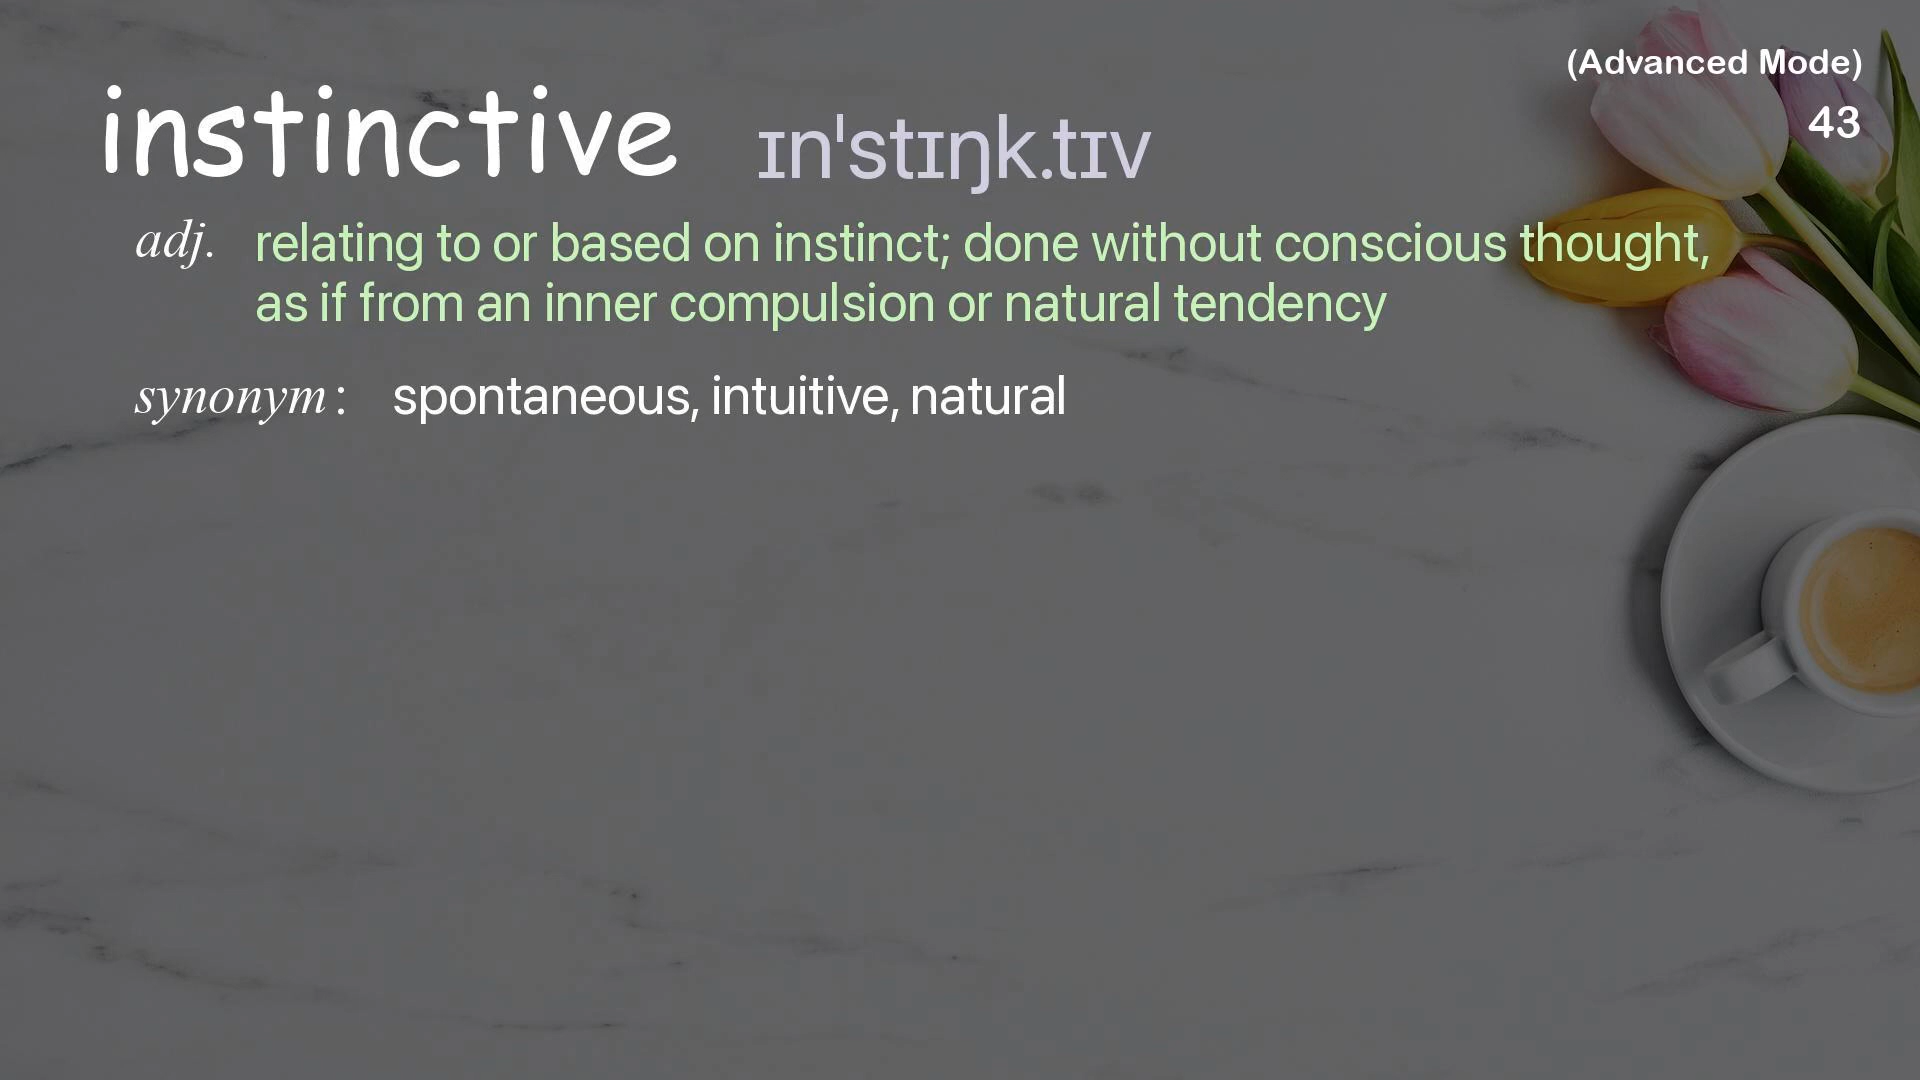 (Advanced Mode)
instinctive ɪnˈstɪŋk.tɪv 43
adj. relating to or based on instinct; done without conscious thought,
as if from an inner compulsion or natural tendency
synonym : spontaneous, intuitive, natural